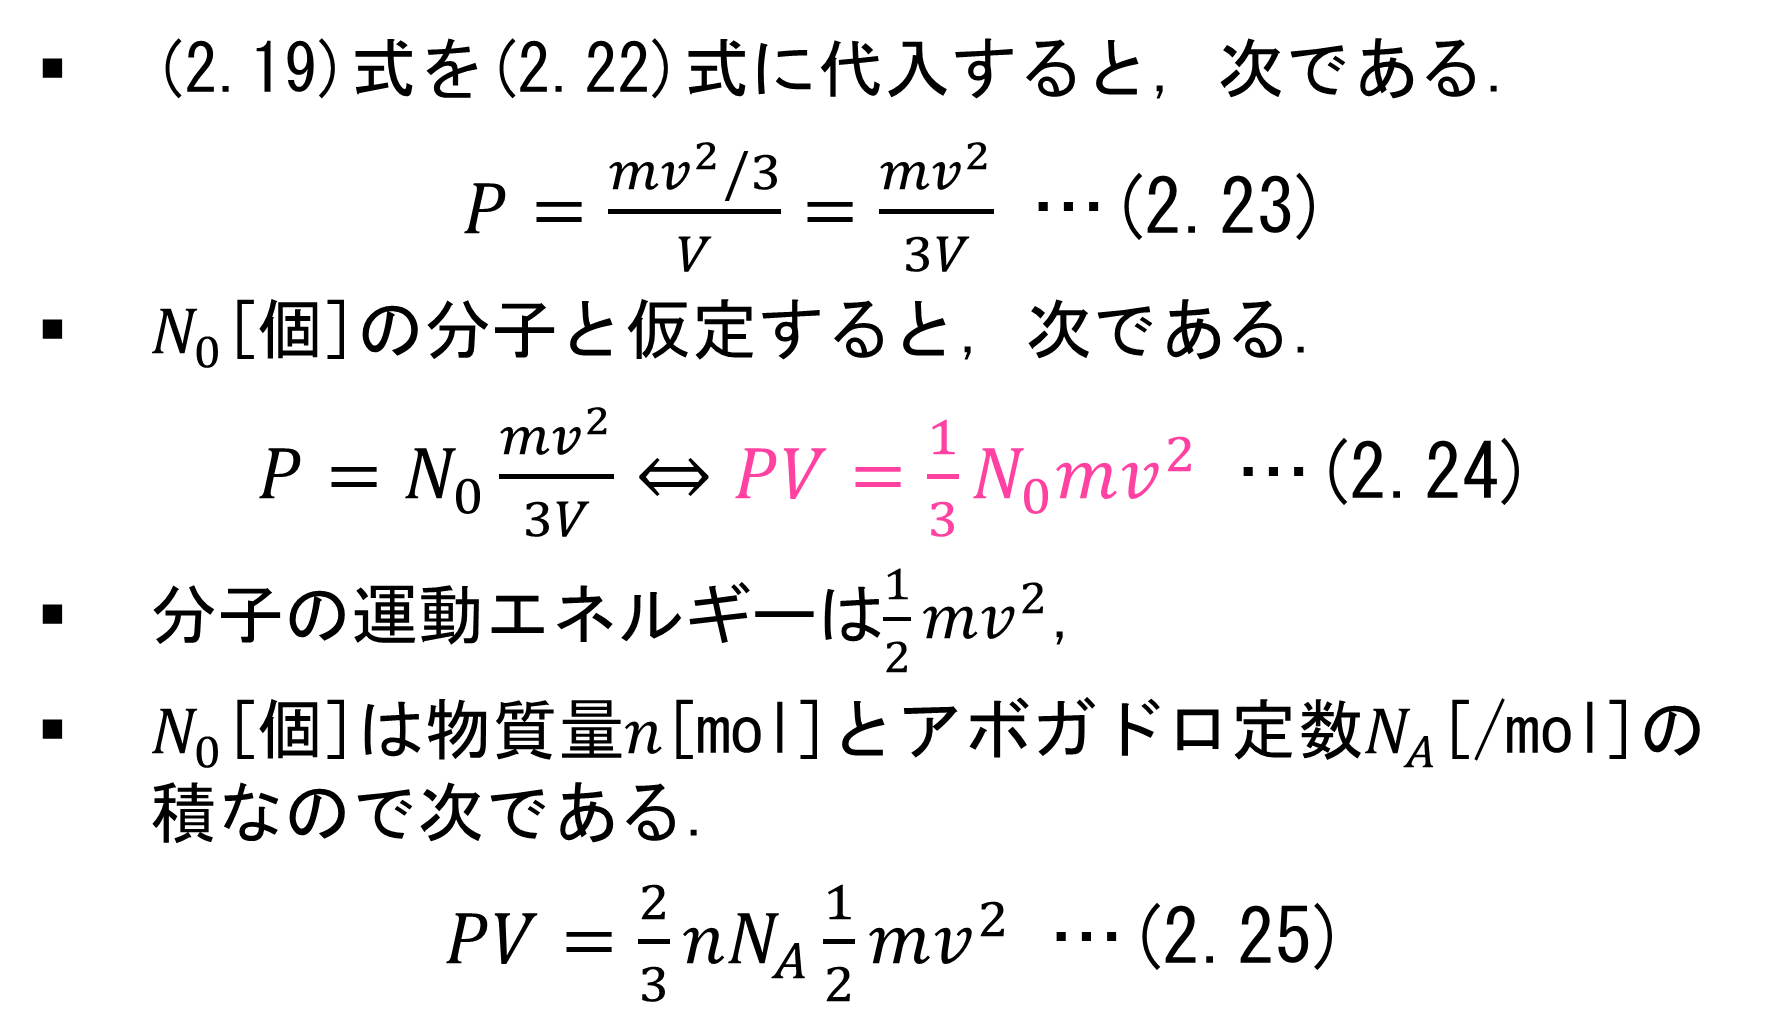 ▪ (2.19)式を(2.22)式に代入すると, 次である.
P = mv²/3 / V = mv² / 3V …(2.23)
▪ N₀[個]の分子と仮定すると, 次である.
P = N₀ mv² / 3V ⇔ PV = 1/3 N₀mv² …(2.24)
▪ 分子の運動エネルギーは1/2 mv²,
▪ N₀[個]は物質量n[mol]とアボガドロ定数N_A[/mol]の
積なので次である.
PV = 2/3 nN_A 1/2 mv² …(2.25)